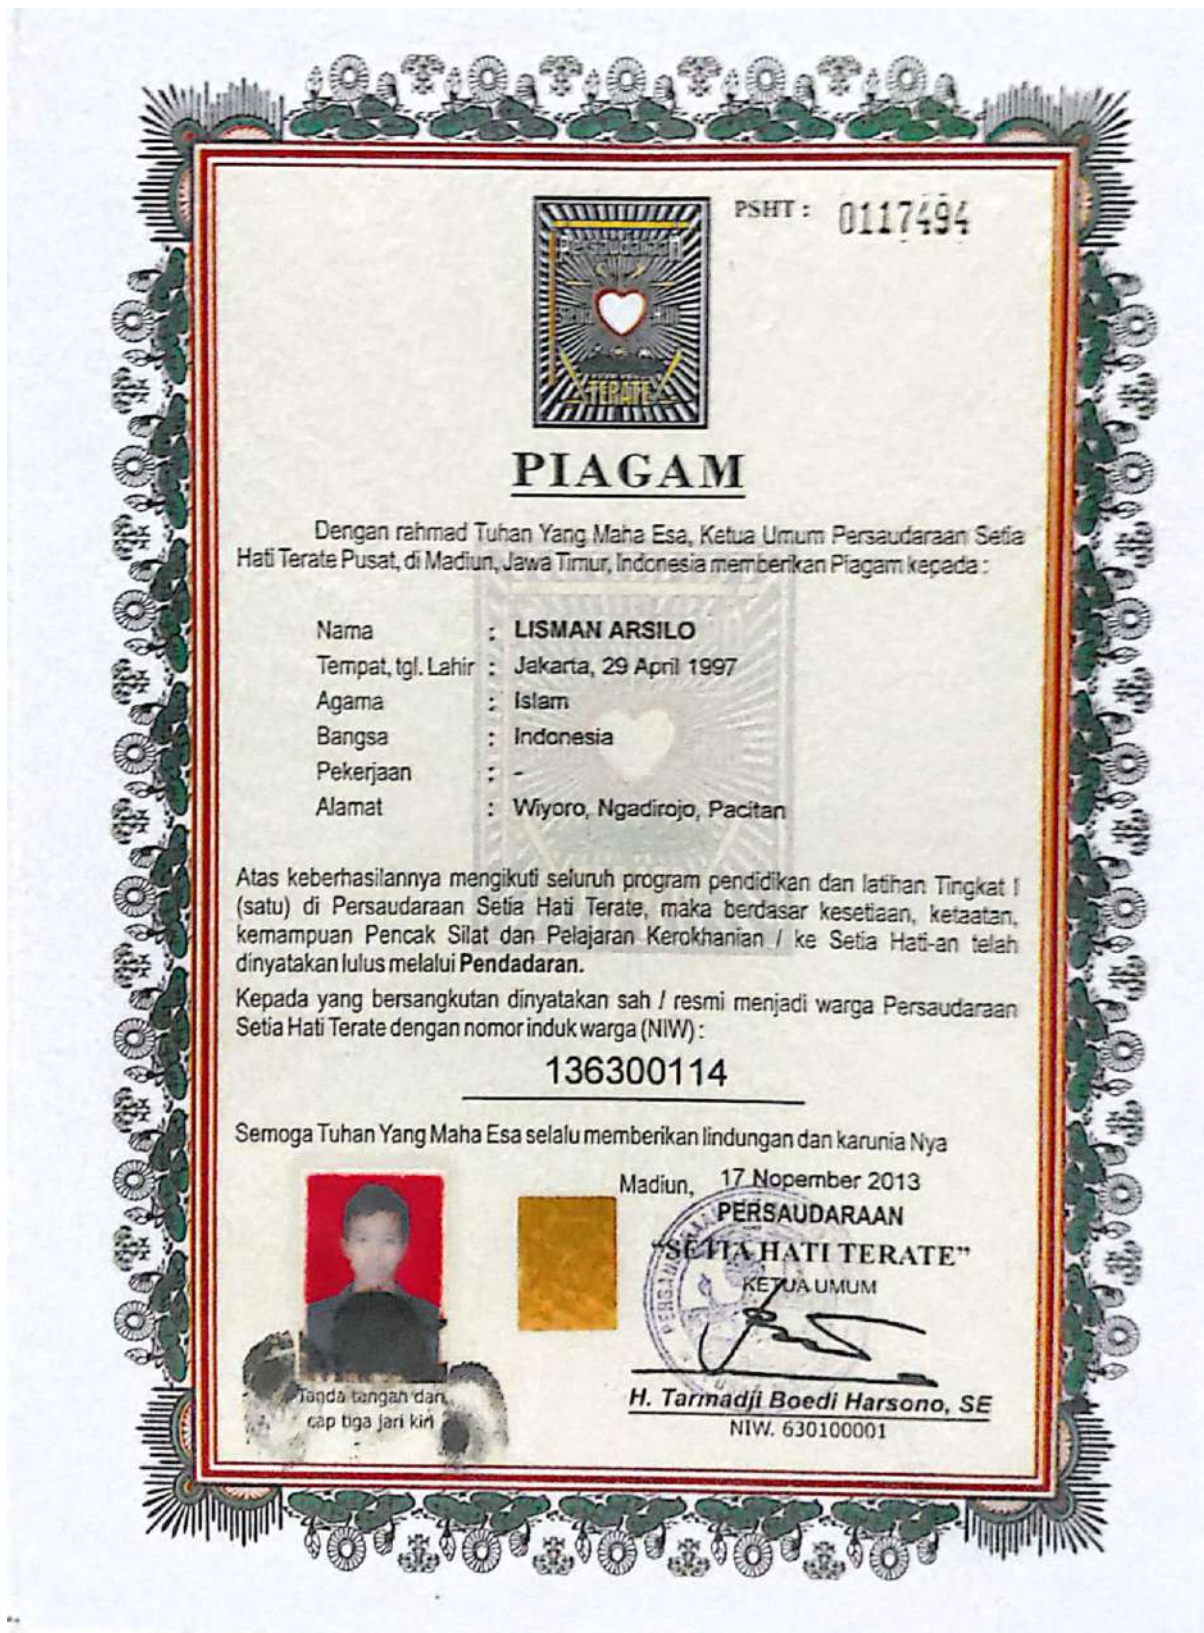 PSHT : 0117494
Persaudaraan
Setia Hati
TERATE
PIAGAM
Dengan rahmad Tuhan Yang Maha Esa, Ketua Umum Persaudaraan Setia
Hati Terate Pusat, di Madiun, Jawa Timur, Indonesia memberikan Piagam kepada :
Nama : LISMAN ARSILO
Tempat, tgl. Lahir : Jakarta, 29 April 1997
Agama : Islam
Bangsa : Indonesia
Pekerjaan : -
Alamat : Wiyoro, Ngadirojo, Pacitan
Atas keberhasilannya mengikuti seluruh program pendidikan dan latihan Tingkat I
(satu) di Persaudaraan Setia Hati Terate, maka berdasar kesetiaan, ketaatan,
kemampuan Pencak Silat dan Pelajaran Kerokhanian / ke Setia Hati-an telah
dinyatakan lulus melalui Pendadaran.
Kepada yang bersangkutan dinyatakan sah / resmi menjadi warga Persaudaraan
Setia Hati Terate dengan nomor induk warga (NIW) :
136300114
Semoga Tuhan Yang Maha Esa selalu memberikan lindungan dan karunia Nya
Madiun, 17 Nopember 2013
PERSAUDARAAN
"SETIA HATI TERATE"
KETUA UMUM
H. Tarmadji Boedi Harsono, SE
NIW. 630100001
Tanda tangan dan
cap tiga jari kiri